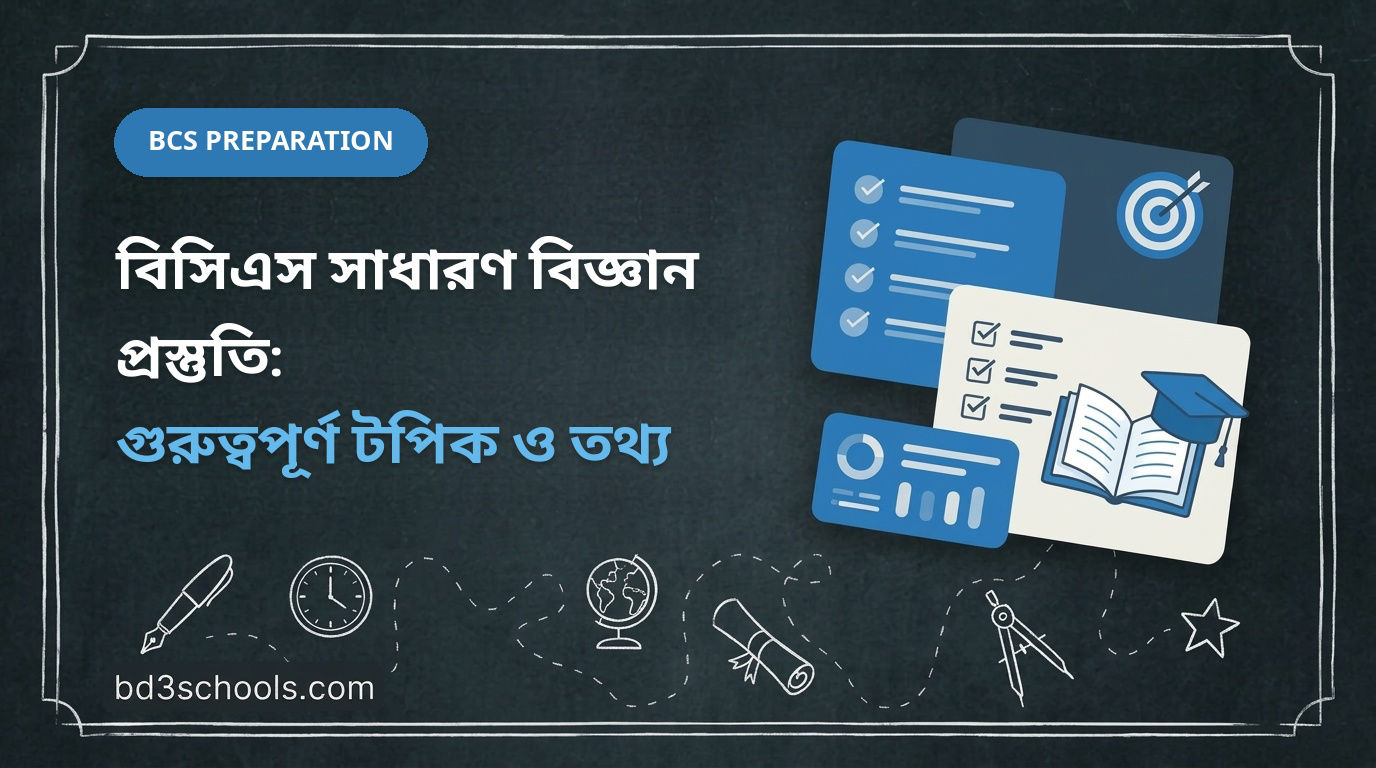 BCS PREPARATION
বিসিএস সাধারণ বিজ্ঞান
প্রস্তুতি:
গুরুত্বপূর্ণ টপিক ও তথ্য
bd3schools.com